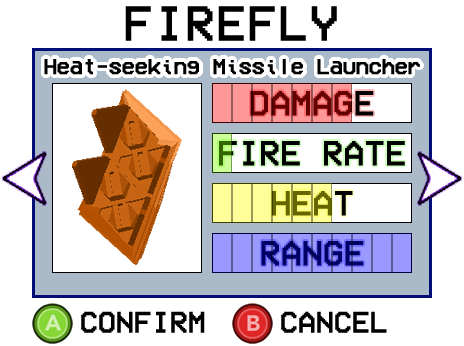 FIREFLY
Heat-seeking Missile Launcher
DAMAGE
FIRE RATE
HEAT
RANGE
A CONFIRM B CANCEL